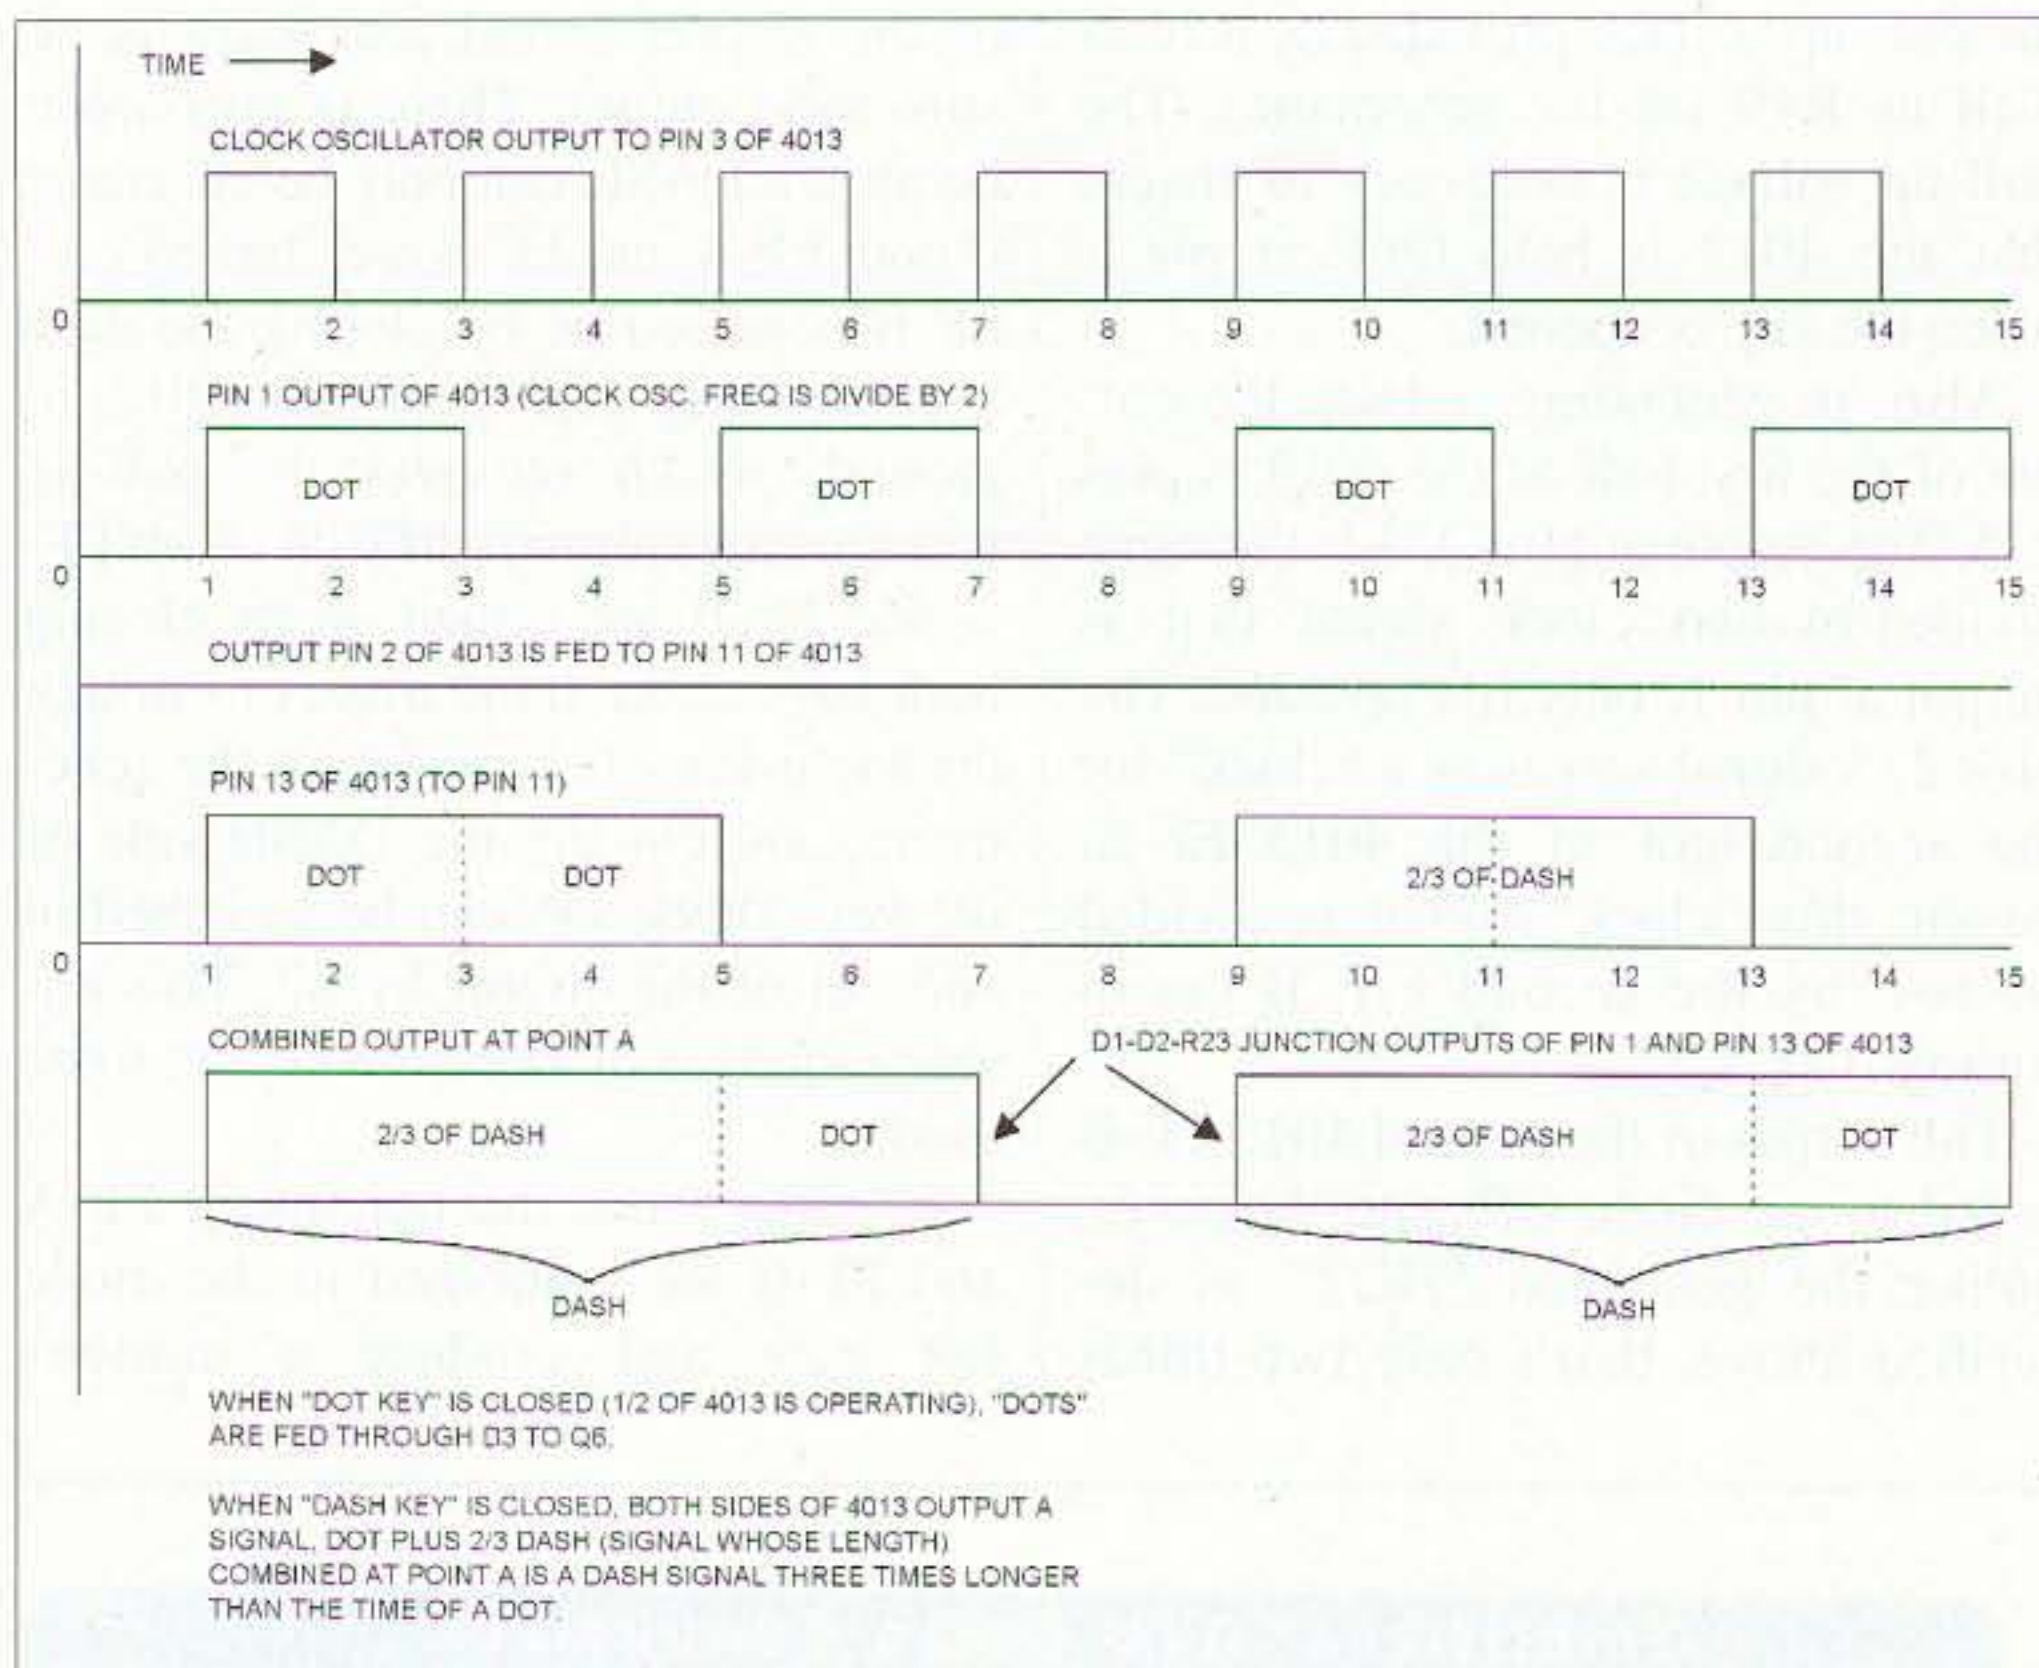 TIME
CLOCK OSCILLATOR OUTPUT TO PIN 3 OF 4013
0 1 2 3 4 5 6 7 8 9 10 11 12 13 14 15
PIN 1 OUTPUT OF 4013 (CLOCK OSC. FREQ IS DIVIDE BY 2)
DOT DOT DOT DOT
0 1 2 3 4 5 6 7 8 9 10 11 12 13 14 15
OUTPUT PIN 2 OF 4013 IS FED TO PIN 11 OF 4013
PIN 13 OF 4013 (TO PIN 11)
DOT DOT 2/3 OF DASH
0 1 2 3 4 5 6 7 8 9 10 11 12 13 14 15
COMBINED OUTPUT AT POINT A
D1-D2-R23 JUNCTION OUTPUTS OF PIN 1 AND PIN 13 OF 4013
2/3 OF DASH DOT 2/3 OF DASH DOT
DASH DASH
WHEN "DOT KEY" IS CLOSED (1/2 OF 4013 IS OPERATING), "DOTS"
ARE FED THROUGH D3 TO Q6.
WHEN "DASH KEY" IS CLOSED, BOTH SIDES OF 4013 OUTPUT A
SIGNAL, DOT PLUS 2/3 DASH (SIGNAL WHOSE LENGTH)
COMBINED AT POINT A IS A DASH SIGNAL THREE TIMES LONGER
THAN THE TIME OF A DOT.